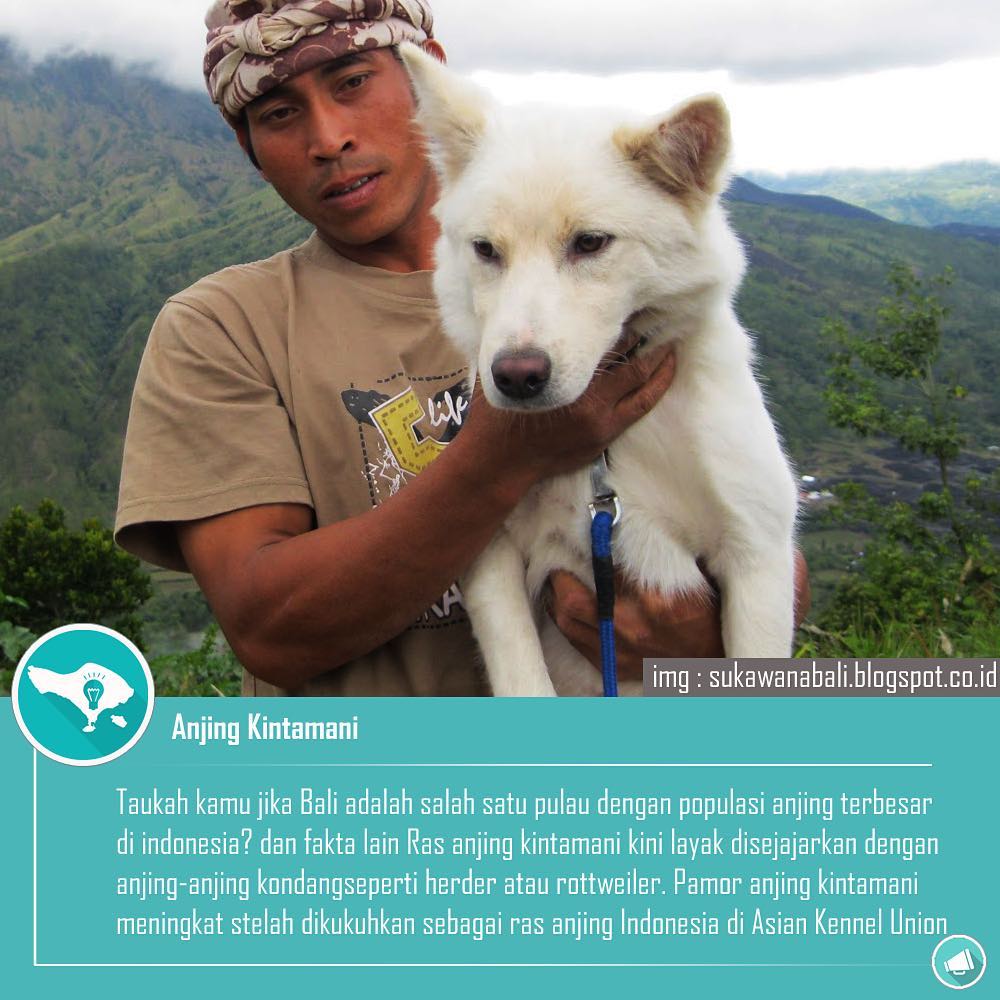 life
img : sukawanabali.blogspot.co.id
Anjing Kintamani
Taukah kamu jika Bali adalah salah satu pulau dengan populasi anjing terbesar
di indonesia? dan fakta lain Ras anjing kintamani kini layak disejajarkan dengan
anjing-anjing kondangseperti herder atau rottweiler. Pamor anjing kintamani
meningkat stelah dikukuhkan sebagai ras anjing Indonesia di Asian Kennel Union